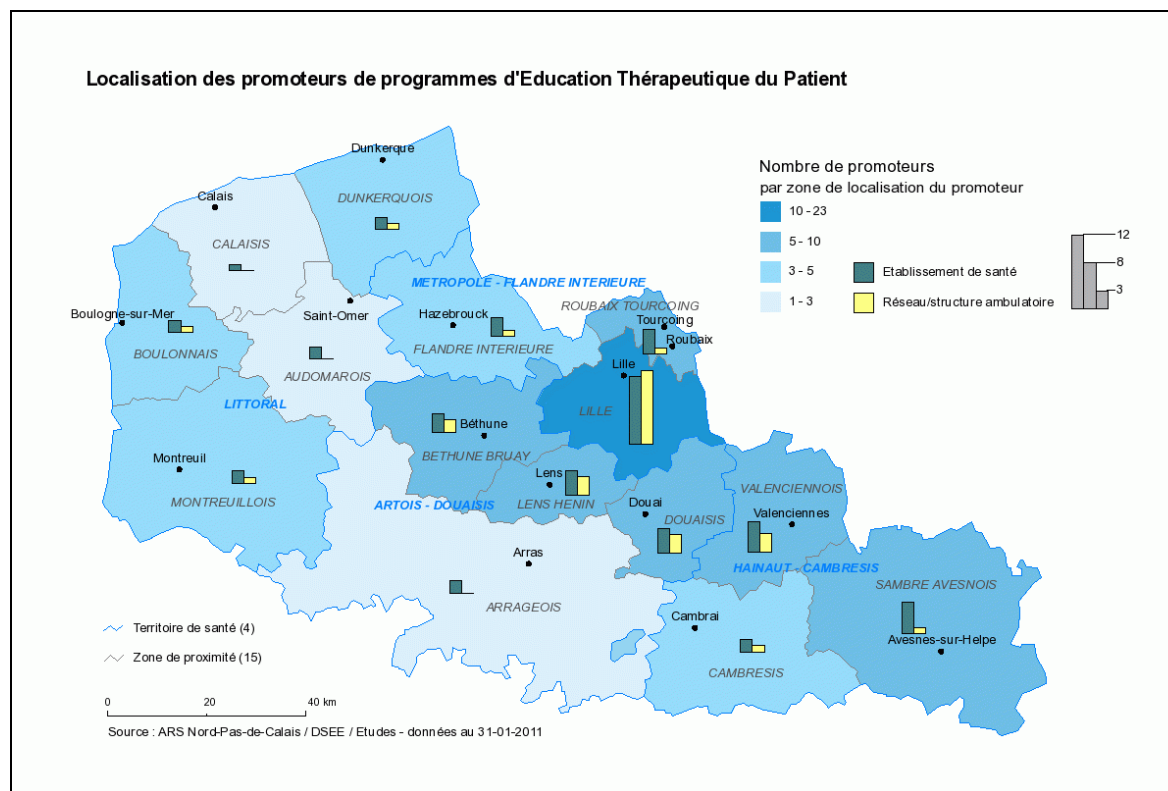 Localisation des promoteurs de programmes d'Education Thérapeutique du Patient
Nombre de promoteurs
par zone de localisation du promoteur
10 - 23
5 - 10
3 - 5
1 - 3
Etablissement de santé
Réseau/structure ambulatoire
12
8
3
Dunkerque
DUNKERQUOIS
Calais
CALAISIS
METROPOLE - FLANDRE INTERIEURE
ROUBAIX TOURCOING
Saint-Omer
Hazebrouck
Tourcoing
Boulogne-sur-Mer
Roubaix
BOULONNAIS
FLANDRE INTERIEURE
Lille
AUDOMAROIS
LITTORAL
LILLE
Béthune
BETHUNE BRUAY
Montreuil
MONTREUILLOIS
Lens
LENS HENIN
ARTOIS - DOUAISIS
Douai
DOUAISIS
VALENCIENNOIS
Valenciennes
Arras
ARRAGEOIS
HAINAUT - CAMBRESIS
SAMBRE AVESNOIS
Cambrai
Avesnes-sur-Helpe
CAMBRESIS
Territoire de santé (4)
Zone de proximité (15)
0 20 40 km
Source : ARS Nord-Pas-de-Calais / DSEE / Etudes - données au 31-01-2011